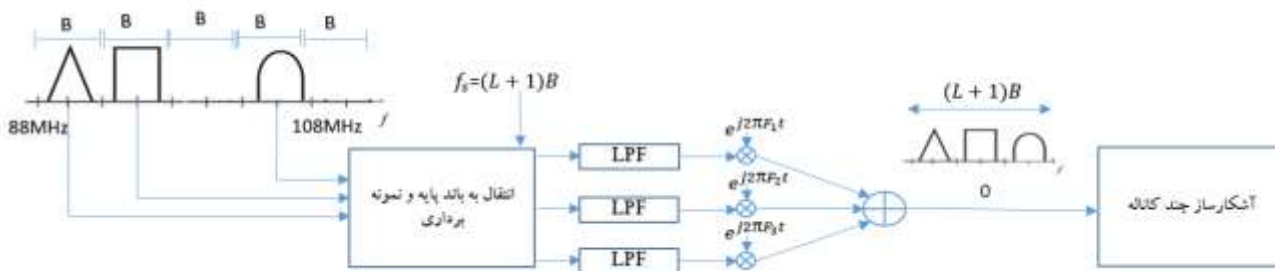 B B B B B
88MHz
108MHz
f
f_s=(L + 1)B
انتقال به باند پایه و نمونه
برداری
LPF
LPF
LPF
e^{j2πF_1t}
e^{j2πF_2t}
e^{j2πF_3t}
(L + 1)B
f
0
آشکارساز چند کاناله